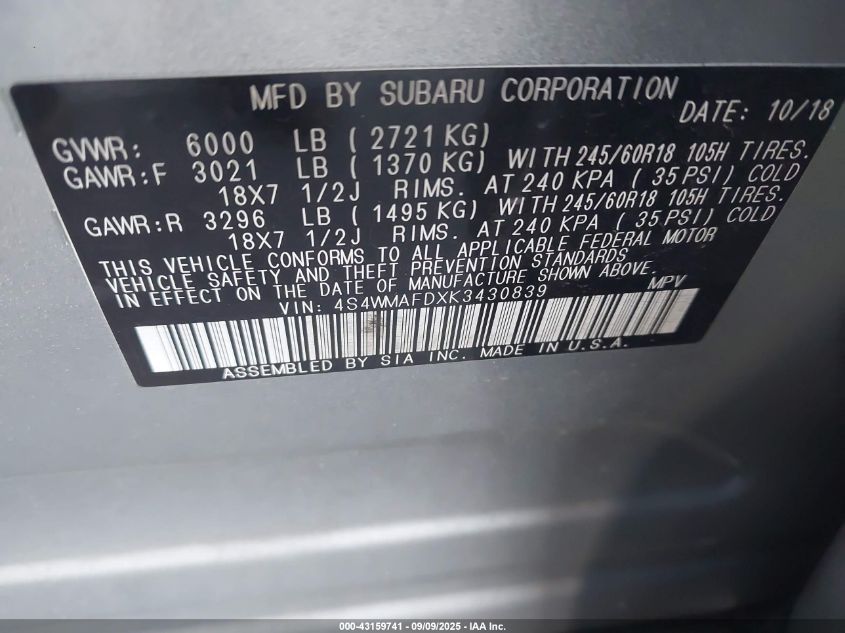 MFD BY SUBARU CORPORATION
DATE: 10/18
GVWR: 6000 LB ( 2721 KG)
GAWR:F 3021 LB ( 1370 KG) WITH 245/60R18 105H TIRES.
18X7 1/2J RIMS. AT 240 KPA ( 35 PSI) COLD
GAWR:R 3296 LB ( 1495 KG) WITH 245/60R18 105H TIRES.
18X7 1/2J RIMS. AT 240 KPA ( 35 PSI) COLD
THIS VEHICLE CONFORMS TO ALL APPLICABLE FEDERAL MOTOR
VEHICLE SAFETY AND THEFT PREVENTION STANDARDS
IN EFFECT ON THE DATE OF MANUFACTURE SHOWN ABOVE.
VIN: 4S4WMAFDXK3430839 MPV
ASSEMBLED BY SIA INC. MADE IN U.S.A.
000-43159741 - 09/09/2025 - IAA Inc.